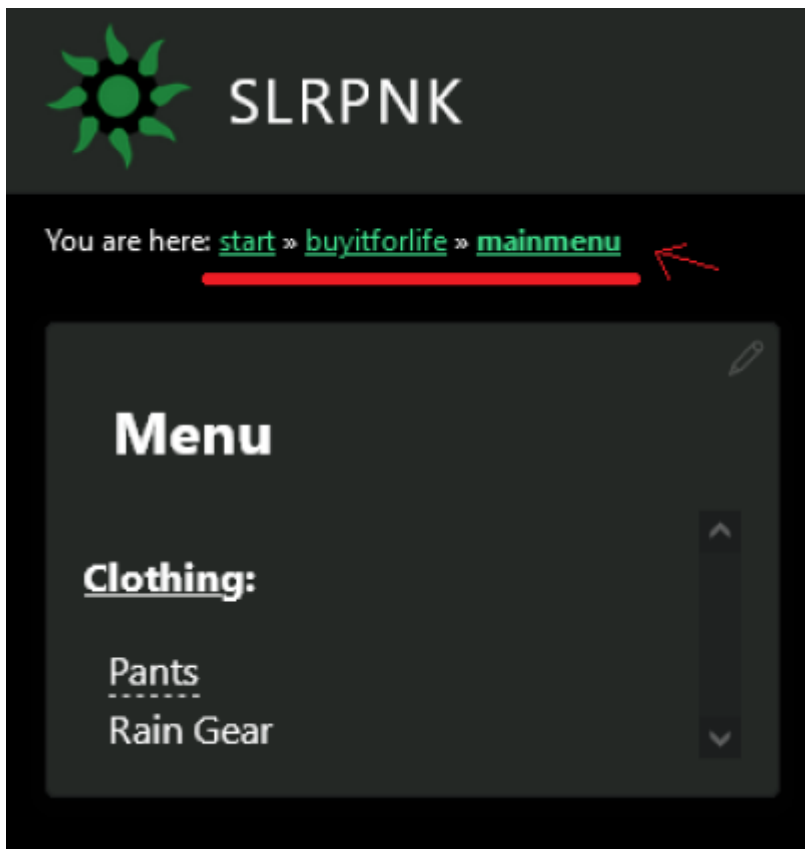 SLRPNK
You are here: start » buyitforlife » mainmenu
Menu
Clothing:
Pants
Rain Gear